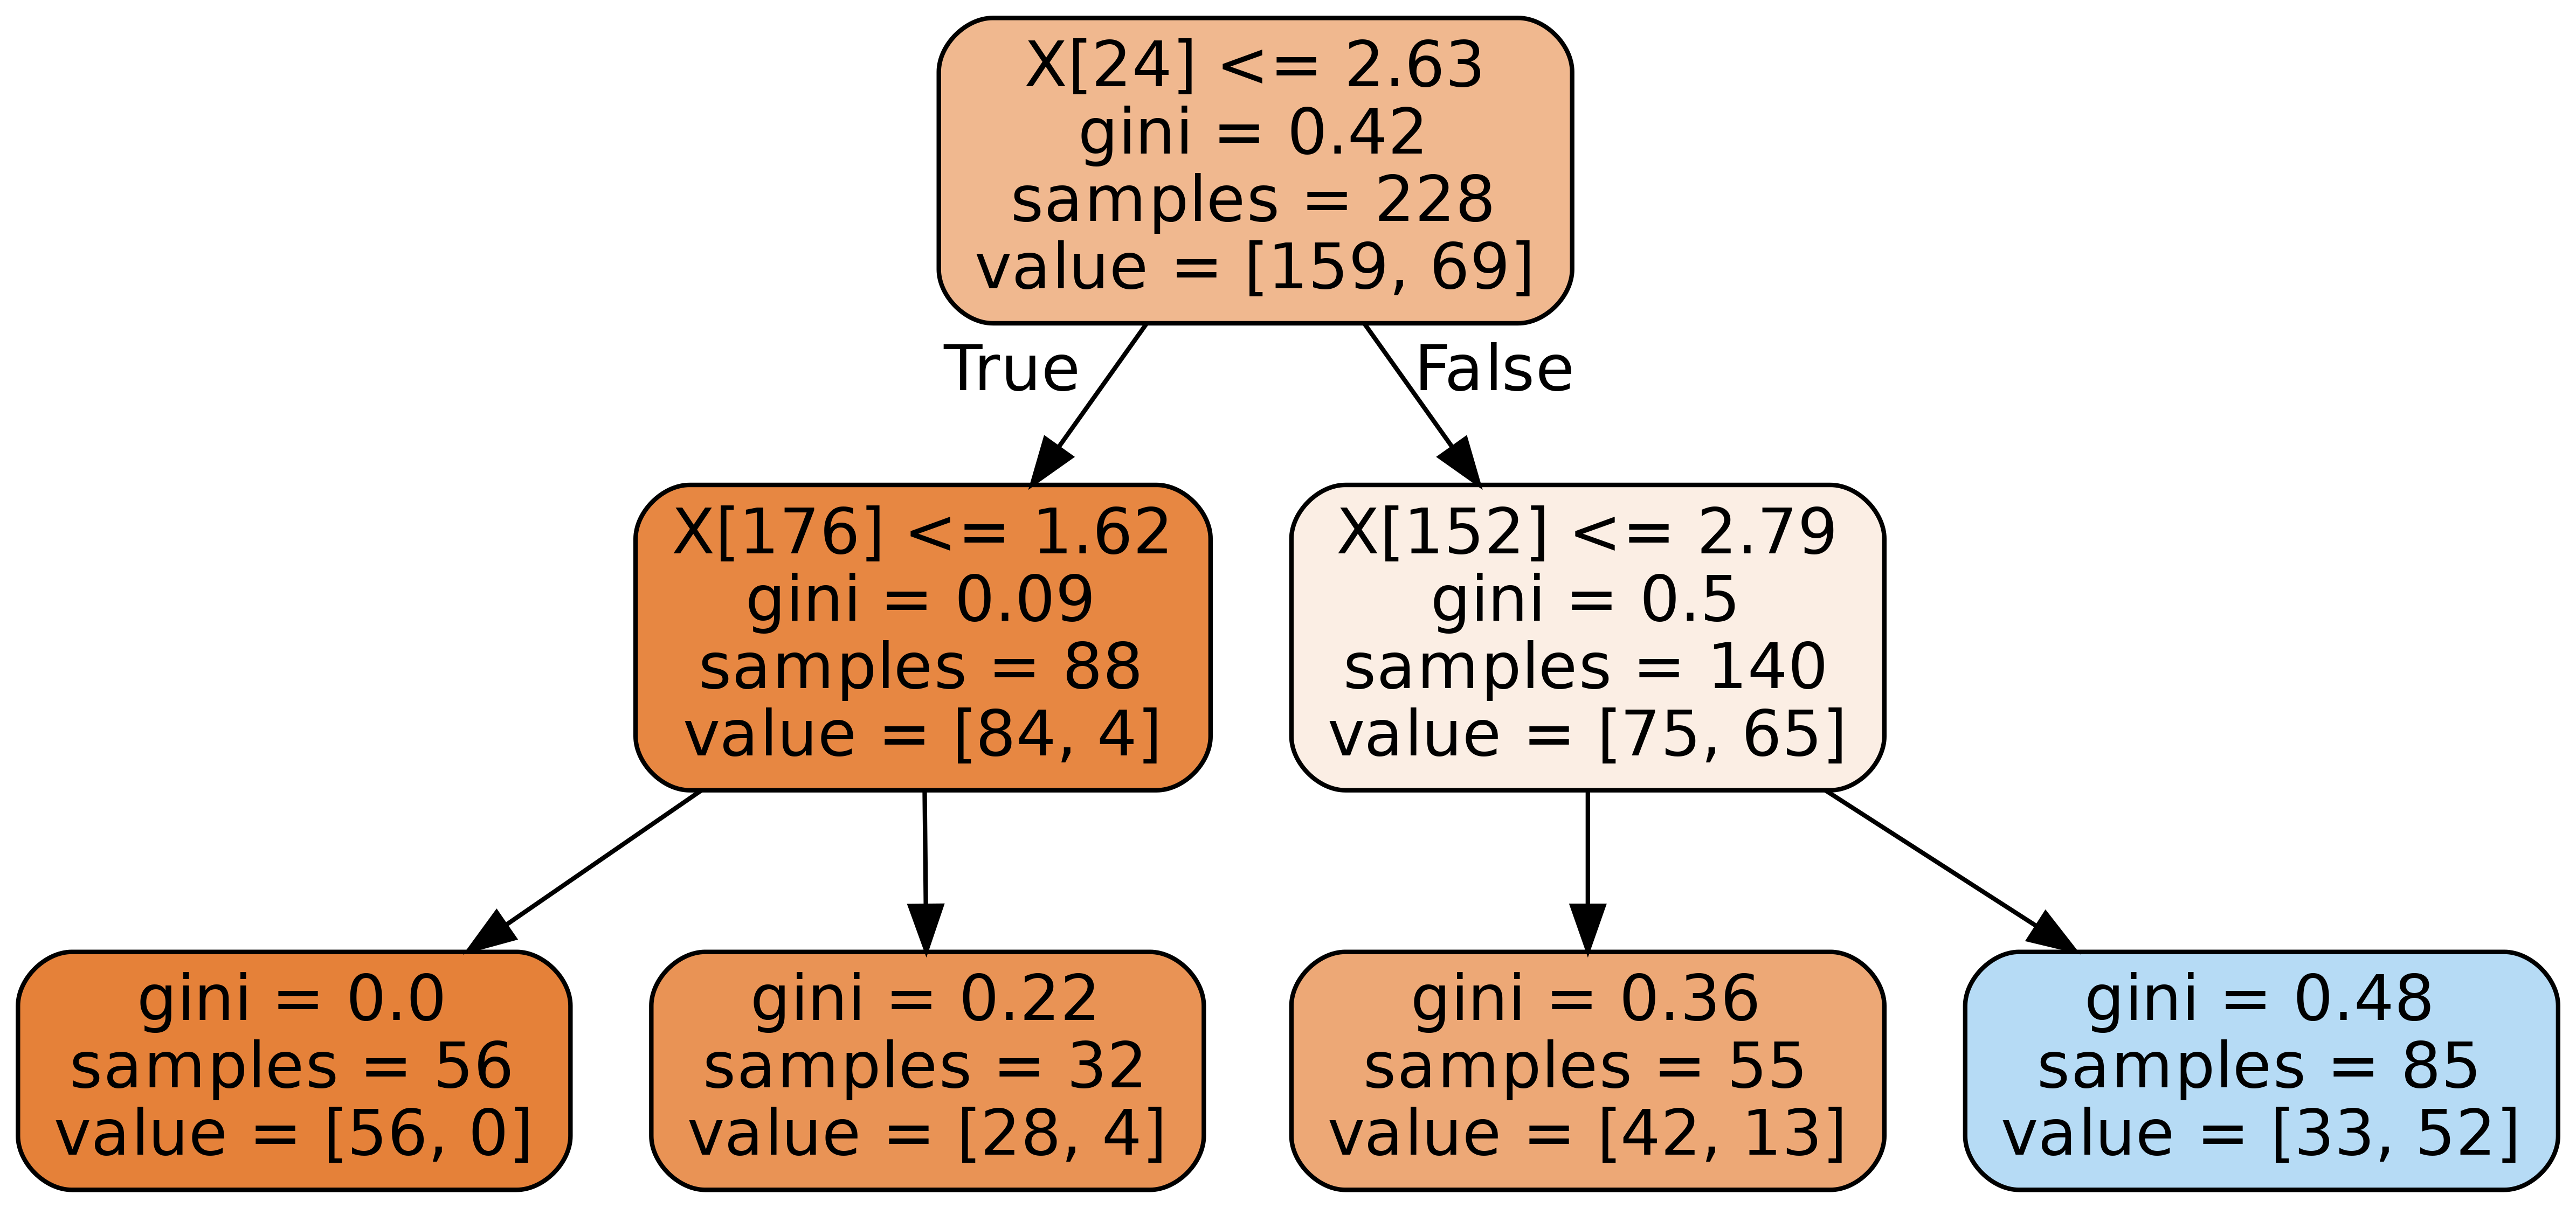 X[24] <= 2.63
gini = 0.42
samples = 228
value = [159, 69]
True
False
X[176] <= 1.62
gini = 0.09
samples = 88
value = [84, 4]
X[152] <= 2.79
gini = 0.5
samples = 140
value = [75, 65]
gini = 0.0
samples = 56
value = [56, 0]
gini = 0.22
samples = 32
value = [28, 4]
gini = 0.36
samples = 55
value = [42, 13]
gini = 0.48
samples = 85
value = [33, 52]